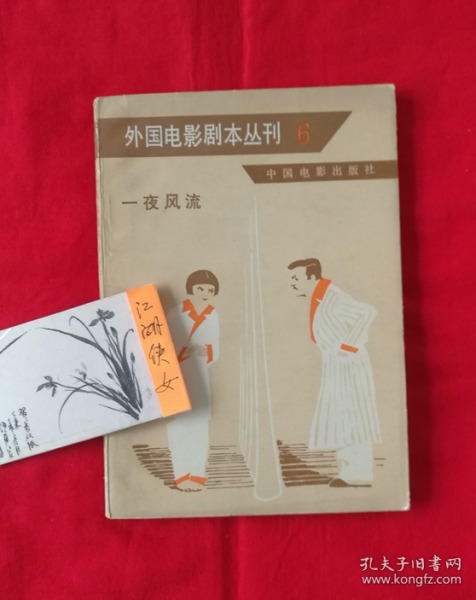 外国电影剧本丛刊 6
中国电影出版社
一夜风流
江湖侠女
孔夫子旧书网
www.kongfz.com